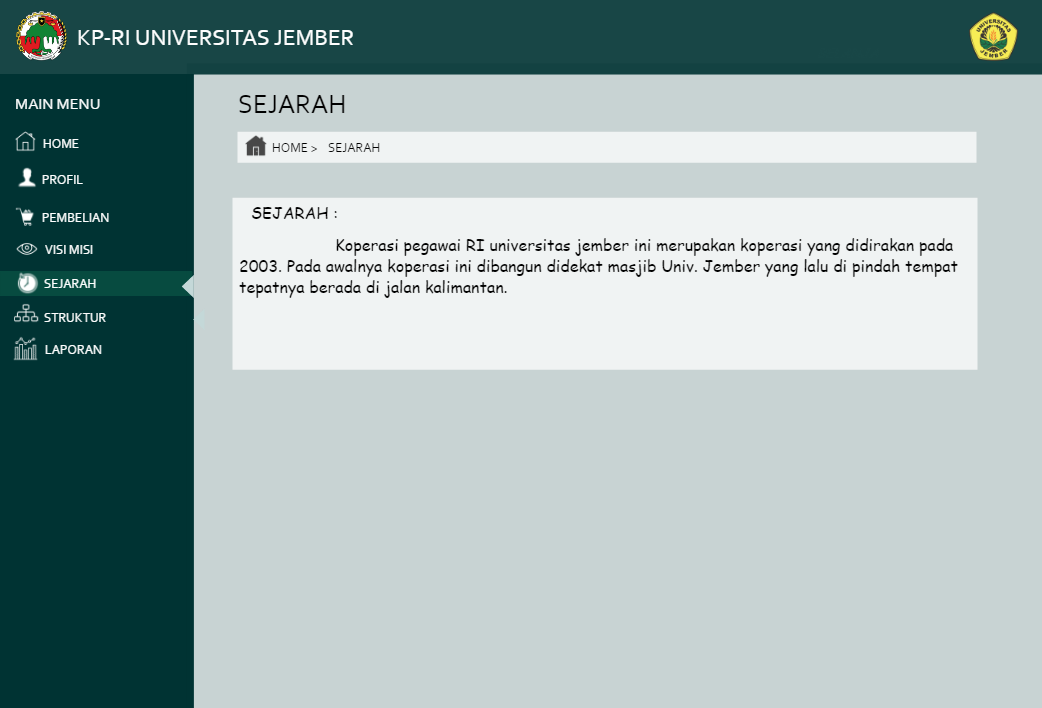 KP-RI UNIVERSITAS JEMBER
UNIVERSITAS
JEMBER
MAIN MENU
HOME
PROFIL
PEMBELIAN
VISI MISI
SEJARAH
STRUKTUR
LAPORAN
SEJARAH
HOME > SEJARAH
SEJARAH :
Koperasi pegawai RI universitas jember ini merupakan koperasi yang didirakan pada
2003. Pada awalnya koperasi ini dibangun didekat masjib Univ. Jember yang lalu di pindah tempat
tepatnya berada di jalan kalimantan.